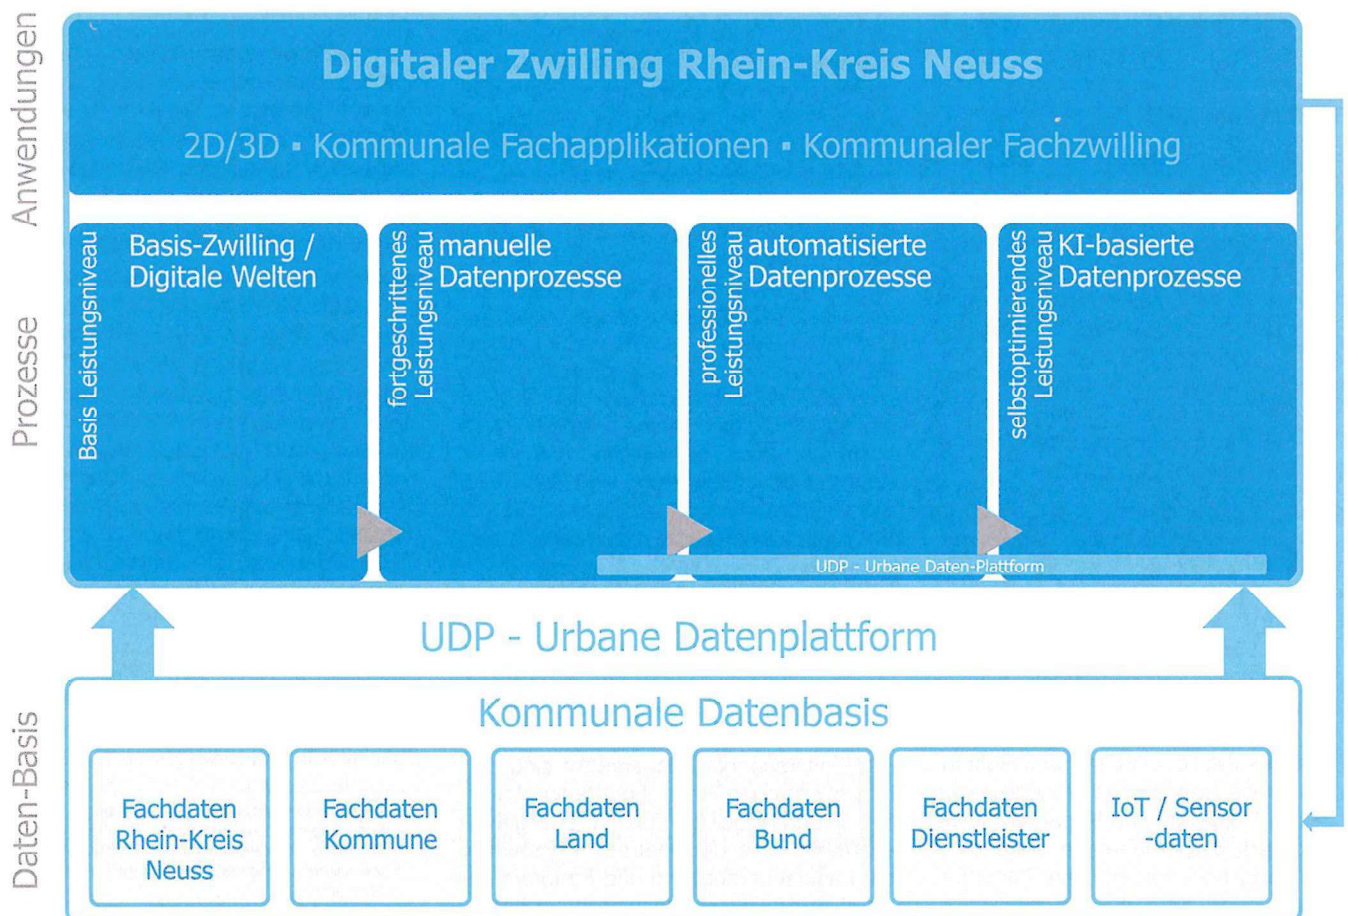 Anwendungen
Digitaler Zwilling Rhein-Kreis Neuss
2D/3D ▪ Kommunale Fachapplikationen ▪ Kommunaler Fachzwilling
Prozesse
Basis Leistungsniveau
Basis-Zwilling /
Digitale Welten
fortgeschrittenes
Leistungsniveau
manuelle
Datenprozesse
professionelles
Leistungsniveau
automatisierte
Datenprozesse
selbstoptimierendes
Leistungsniveau
KI-basierte
Datenprozesse
UDP - Urbane Daten-Plattform
UDP - Urbane Datenplattform
Daten-Basis
Kommunale Datenbasis
Fachdaten
Rhein-Kreis
Neuss
Fachdaten
Kommune
Fachdaten
Land
Fachdaten
Bund
Fachdaten
Dienstleister
IoT / Sensor
-daten